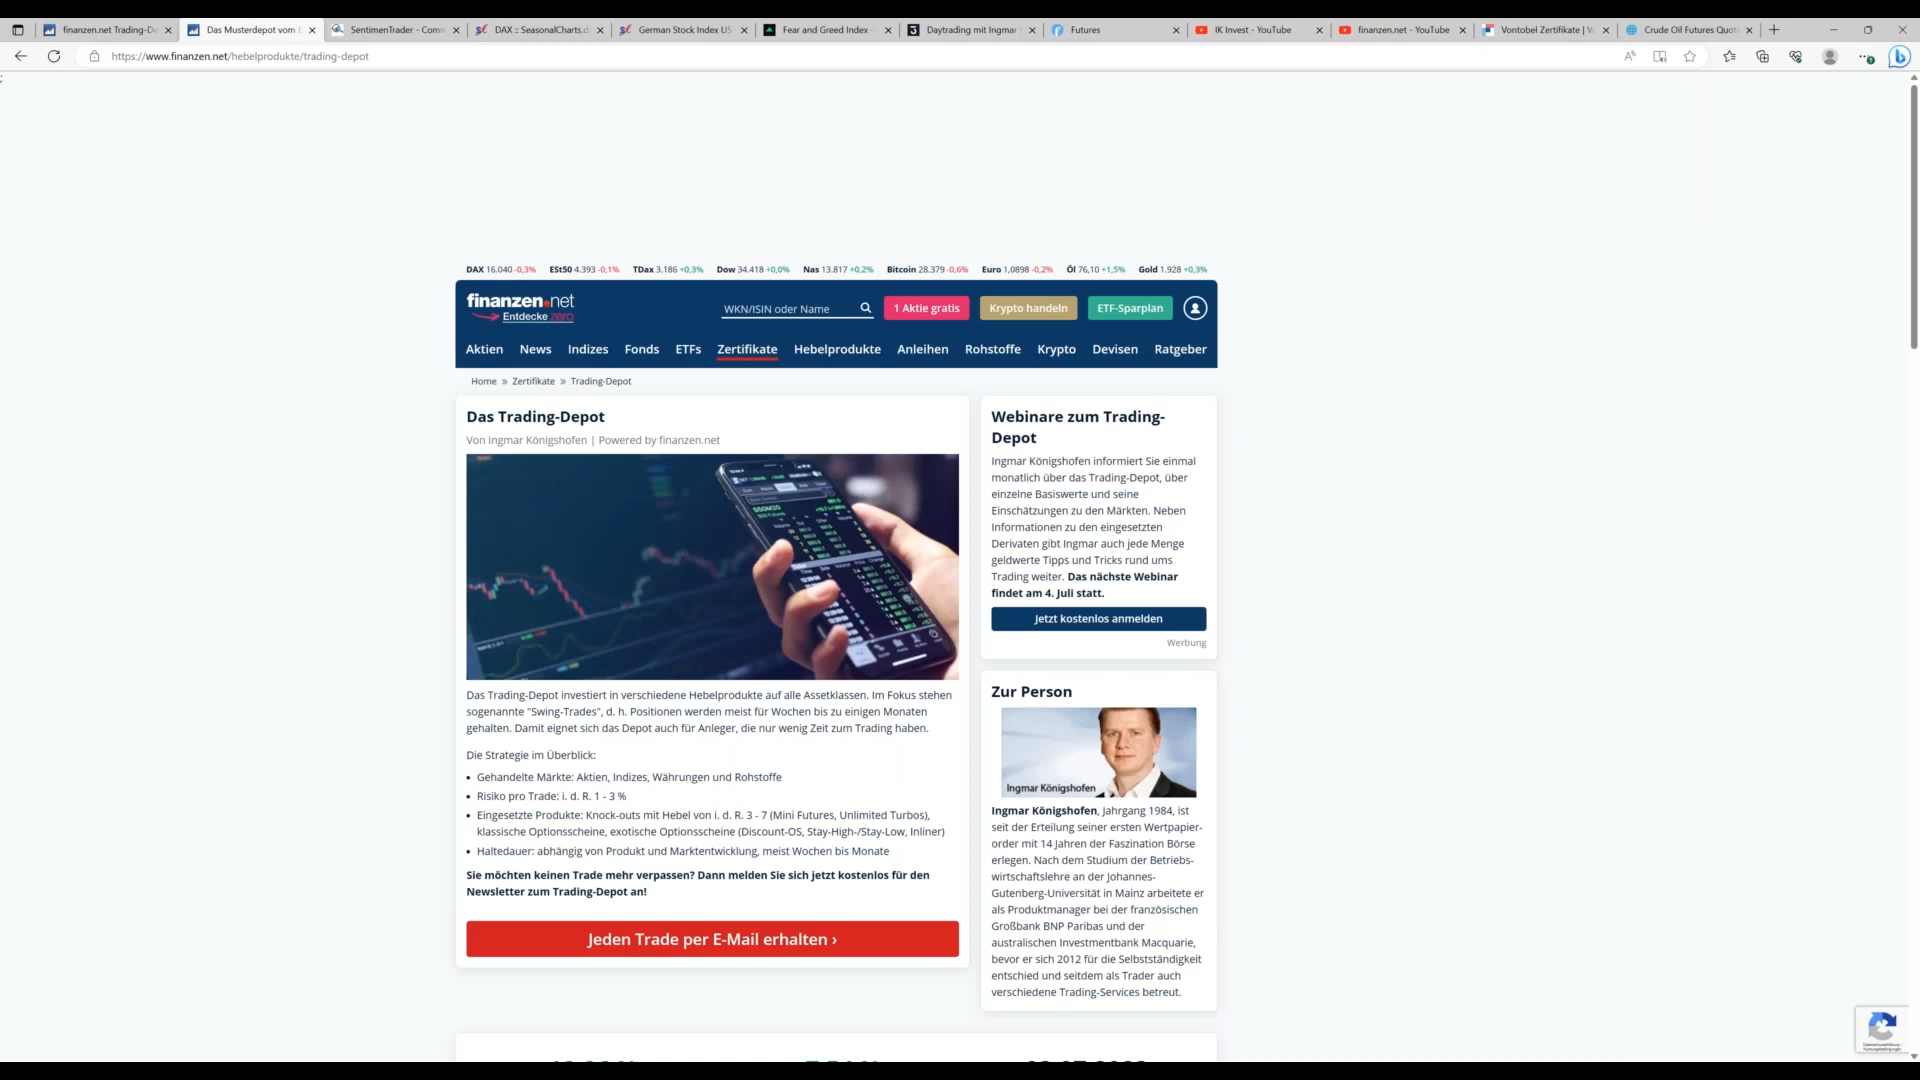 finanzen.net Trading-De
Das Musterdepot vom
SentimenTrader - Com
DAX :: SeasonalCharts.d
German Stock Index US
Fear and Greed Index -
Daytrading mit Ingmar
Futures
IK Invest - YouTube
finanzen.net - YouTube
Vontobel Zertifikate |
Crude Oil Futures Quot
https://www.finanzen.net/hebelprodukte/trading-depot
;
DAX 16.040 -0,3% ESt50 4.393 -0,1% TDax 3.186 +0,3% Dow 34.418 +0,0% Nas 13.817 +0,2% Bitcoin 28.379 -0,6% Euro 1,0898 -0,2% Öl 76,10 +1,5% Gold 1.928 +0,3%
finanzen.net
Entdecke zero
WKN/ISIN oder Name
1 Aktie gratis
Krypto handeln
ETF-Sparplan
Aktien News Indizes Fonds ETFs Zertifikate Hebelprodukte Anleihen Rohstoffe Krypto Devisen Ratgeber
Home » Zertifikate » Trading-Depot
Das Trading-Depot
Von Ingmar Königshofen | Powered by finanzen.net
Das Trading-Depot investiert in verschiedene Hebelprodukte auf alle Assetklassen. Im Fokus stehen
sogenannte "Swing-Trades", d. h. Positionen werden meist für Wochen bis zu einigen Monaten
gehalten. Damit eignet sich das Depot auch für Anleger, die nur wenig Zeit zum Trading haben.
Die Strategie im Überblick:
• Gehandelte Märkte: Aktien, Indizes, Währungen und Rohstoffe
• Risiko pro Trade: i. d. R. 1 - 3 %
• Eingesetzte Produkte: Knock-outs mit Hebel von i. d. R. 3 - 7 (Mini Futures, Unlimited Turbos),
klassische Optionsscheine, exotische Optionsscheine (Discount-OS, Stay-High-/Stay-Low, Inliner)
• Haltedauer: abhängig von Produkt und Marktentwicklung, meist Wochen bis Monate
Sie möchten keinen Trade mehr verpassen? Dann melden Sie sich jetzt kostenlos für den
Newsletter zum Trading-Depot an!
Jeden Trade per E-Mail erhalten ›
Webinare zum Trading-
Depot
Ingmar Königshofen informiert Sie einmal
monatlich über das Trading-Depot, über
einzelne Basiswerte und seine
Einschätzungen zu den Märkten. Neben
Informationen zu den eingesetzten
Derivaten gibt Ingmar auch jede Menge
geldwerte Tipps und Tricks rund ums
Trading weiter. Das nächste Webinar
findet am 4. Juli statt.
Jetzt kostenlos anmelden
Werbung
Zur Person
Ingmar Königshofen
Ingmar Königshofen, Jahrgang 1984, ist
seit der Erteilung seiner ersten Wertpapier-
order mit 14 Jahren der Faszination Börse
erlegen. Nach dem Studium der Betriebs-
wirtschaftslehre an der Johannes-
Gutenberg-Universität in Mainz arbeitete er
als Produktmanager bei der französischen
Großbank BNP Paribas und der
australischen Investmentbank Macquarie,
bevor er sich 2012 für die Selbstständigkeit
entschied und seitdem als Trader auch
verschiedene Trading-Services betreut.